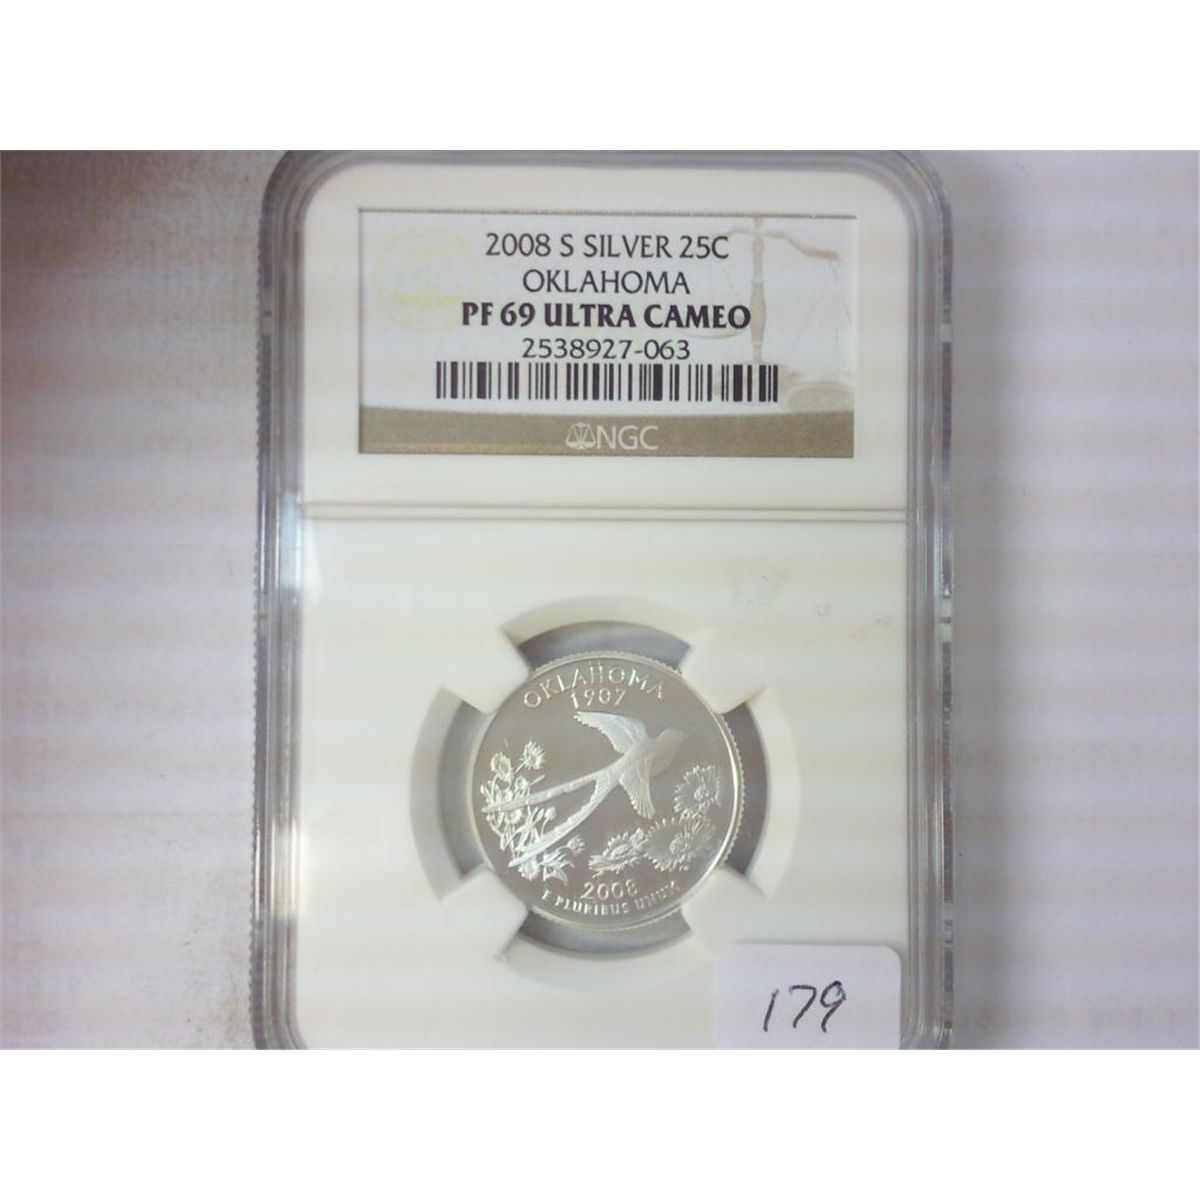 2008 S SILVER 25C
OKLAHOMA
PF 69 ULTRA CAMEO
2538927-063
NGC
OKLAHOMA
1907
2008
E PLURIBUS UNUM
179